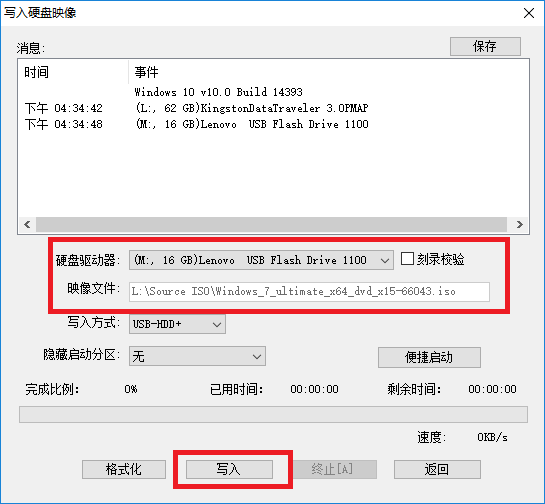 写入硬盘映像
消息:
保存
时间 事件
Windows 10 v10.0 Build 14393
下午 04:34:42 (L:, 62 GB)KingstonDataTraveler 3.0PMAP
下午 04:34:48 (M:, 16 GB)Lenovo  USB Flash Drive 1100
硬盘驱动器: (M:, 16 GB)Lenovo  USB Flash Drive 1100 刻录校验
映像文件: L:\Source ISO\Windows_7_ultimate_x64_dvd_x15-66043.iso
写入方式: USB-HDD+
隐藏启动分区: 无 便捷启动
完成比例: 0% 已用时间: 00:00:00 剩余时间: 00:00:00
速度: 0KB/s
格式化 写入 终止[A] 返回